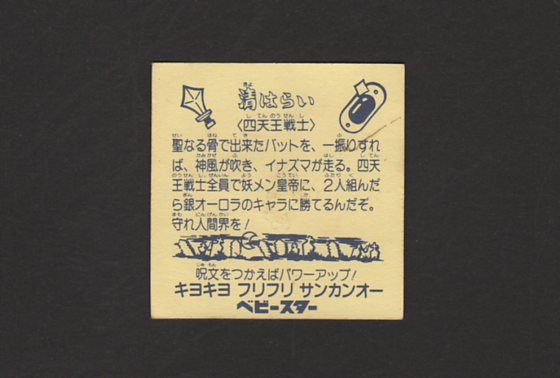 清はらい
〈四天王戦士〉
聖なる骨で出来たバットを、一振りすれ
ば、神風が吹き、イナズマが走る。四天
王戦士全員で妖メン皇帝に、2人組んだ
ら銀オーロラのキャラに勝てるんだぞ。
守れ人間界を!
呪文をつかえばパワーアップ!
キヨキヨ フリフリ サンカンオー
ベビースター